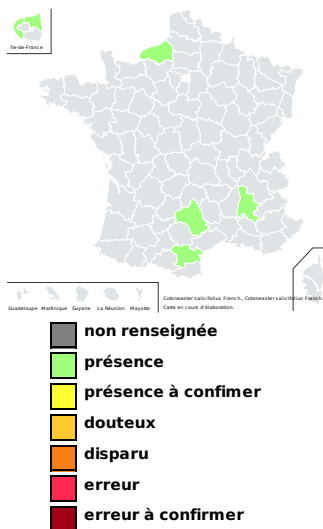 Île-de-France
Guadeloupe Martinique Guyane La Réunion Mayotte
Cotoneaster salicifolius Franch., Cotoneaster salicifolius Franch.
Carte en cours d'élaboration.
non renseignée
présence
présence à confimer
douteux
disparu
erreur
erreur à confirmer